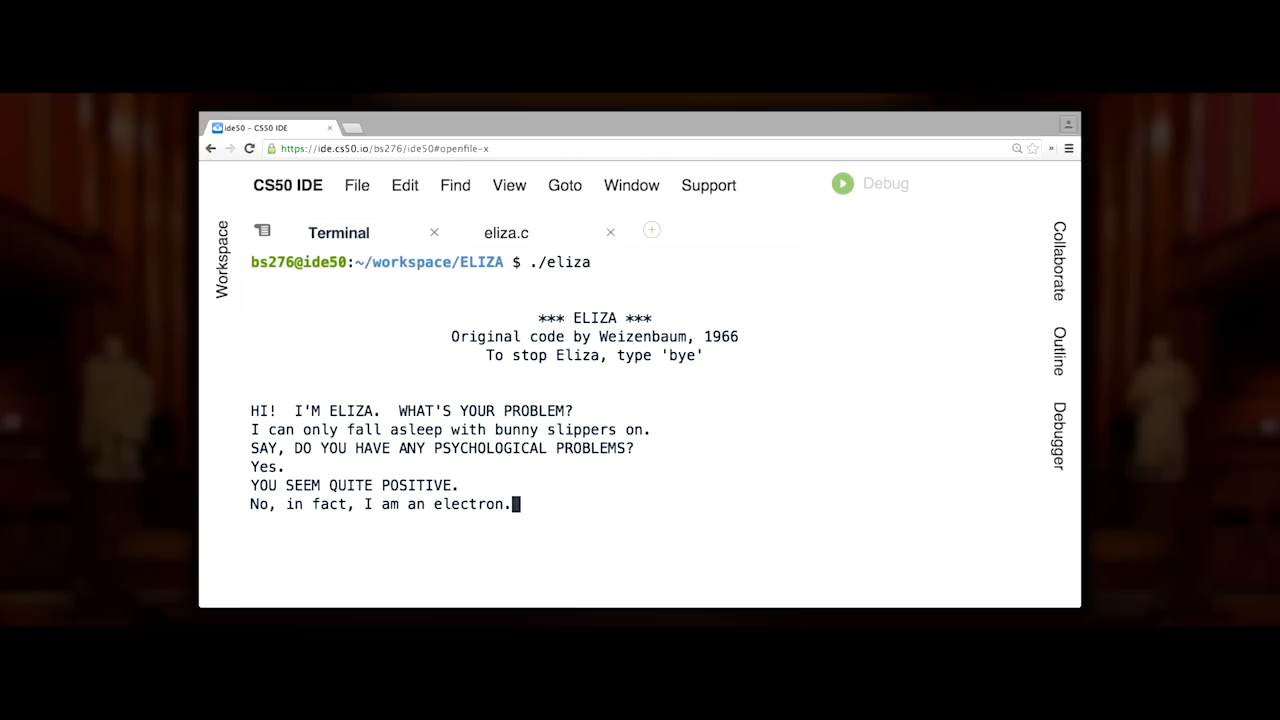 ide50 - CS50 IDE
https://ide.cs50.io/bs276/ide50#openfile-x
CS50 IDE File Edit Find View Goto Window Support Debug
Workspace
Terminal eliza.c
bs276@ide50:~/workspace/ELIZA $ ./eliza
*** ELIZA ***
Original code by Weizenbaum, 1966
To stop Eliza, type 'bye'
HI! I'M ELIZA. WHAT'S YOUR PROBLEM?
I can only fall asleep with bunny slippers on.
SAY, DO YOU HAVE ANY PSYCHOLOGICAL PROBLEMS?
Yes.
YOU SEEM QUITE POSITIVE.
No, in fact, I am an electron.
Collaborate
Outline
Debugger